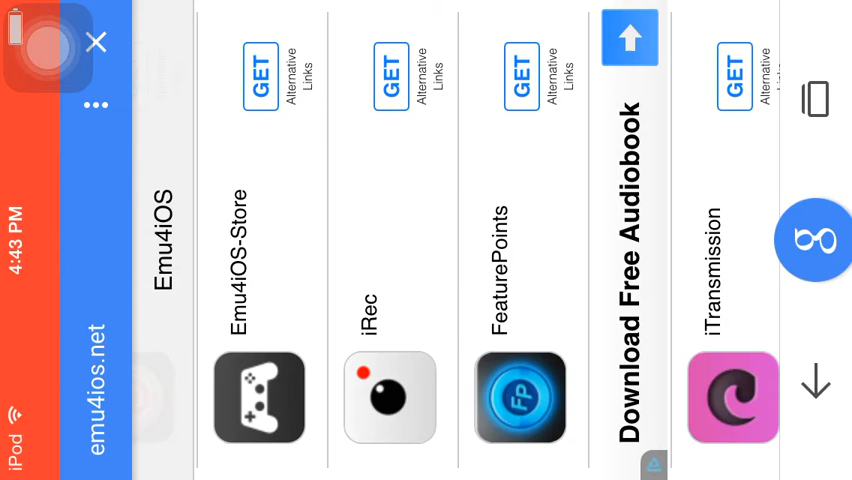 iPod
4:43 PM
emu4ios.net
Emu4iOS
Emu4iOS-Store
GET
Alternative
Links
iRec
GET
Alternative
Links
FP
FeaturePoints
GET
Alternative
Links
Download Free Audiobook
iTransmission
GET
Alternative
g